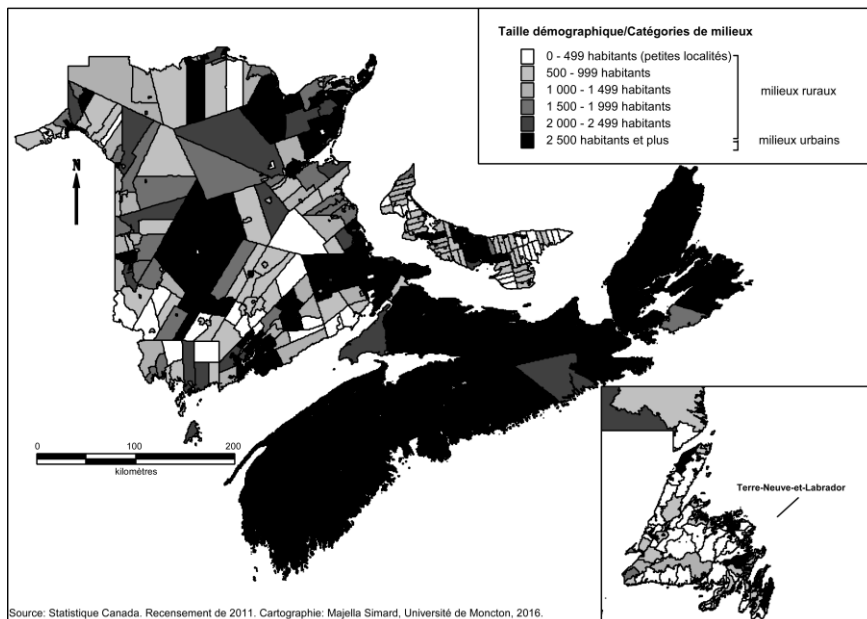 Taille démographique/Catégories de milieux
0 - 499 habitants (petites localités)
500 - 999 habitants
1 000 - 1 499 habitants
milieux ruraux
1 500 - 1 999 habitants
2 000 - 2 499 habitants
2 500 habitants et plus
milieux urbains
N
0 100 200
kilomètres
Terre-Neuve-et-Labrador
Source: Statistique Canada. Recensement de 2011. Cartographie: Majella Simard, Université de Moncton, 2016.